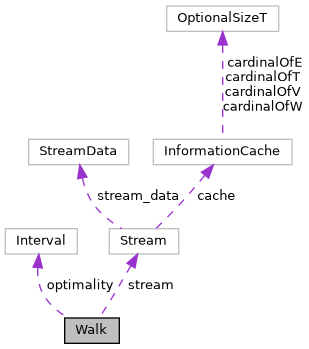 OptionalSizeT
cardinalOfE
cardinalOfT
cardinalOfV
cardinalOfW
StreamData
InformationCache
stream_data
cache
Interval
Stream
optimality
stream
Walk